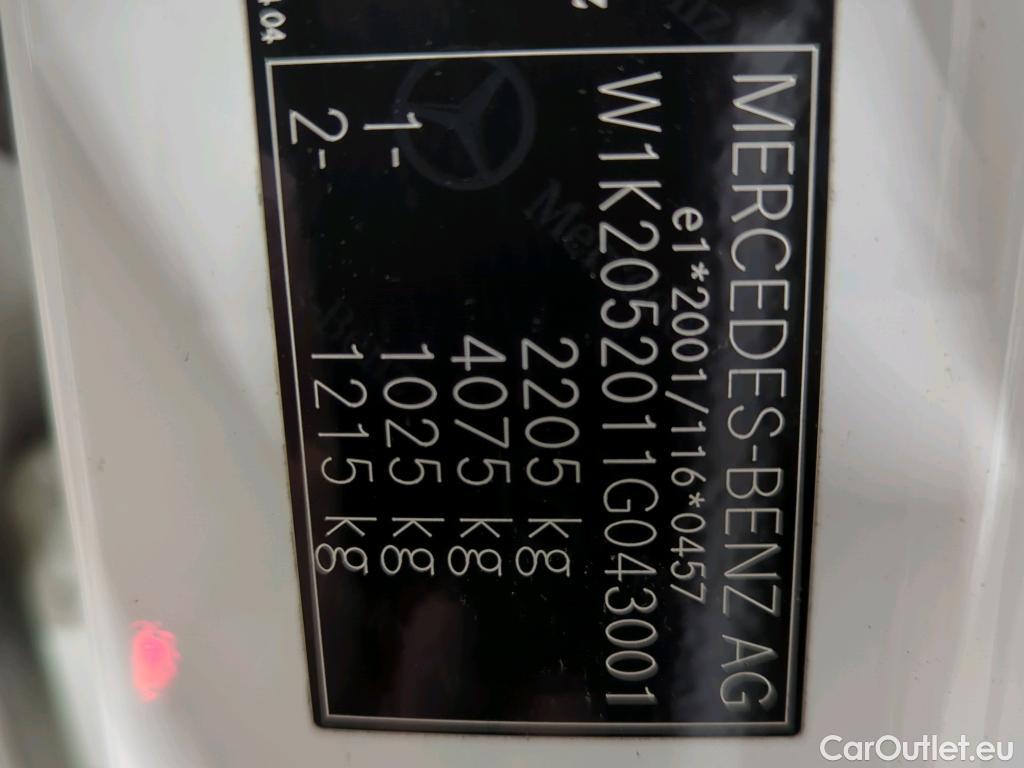 MERCEDES-BENZ AG
e1*2001/116*0457
W1K2052011G043001
2205 kg
4075 kg
1- 1025 kg
2- 1215 kg
04
CarOutlet.eu